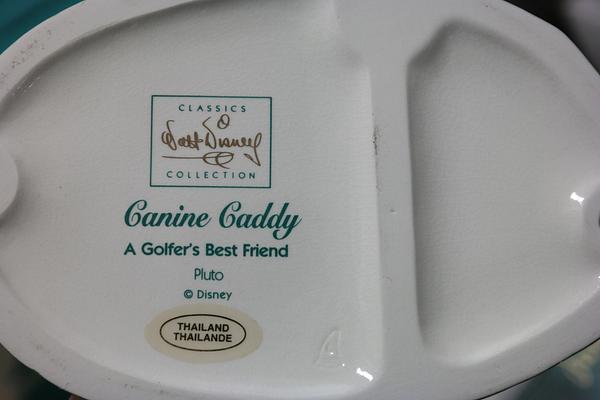 CLASSICS
Walt Disney
COLLECTION
Canine Caddy
A Golfer's Best Friend
Pluto
© Disney
THAILAND
THAILANDE